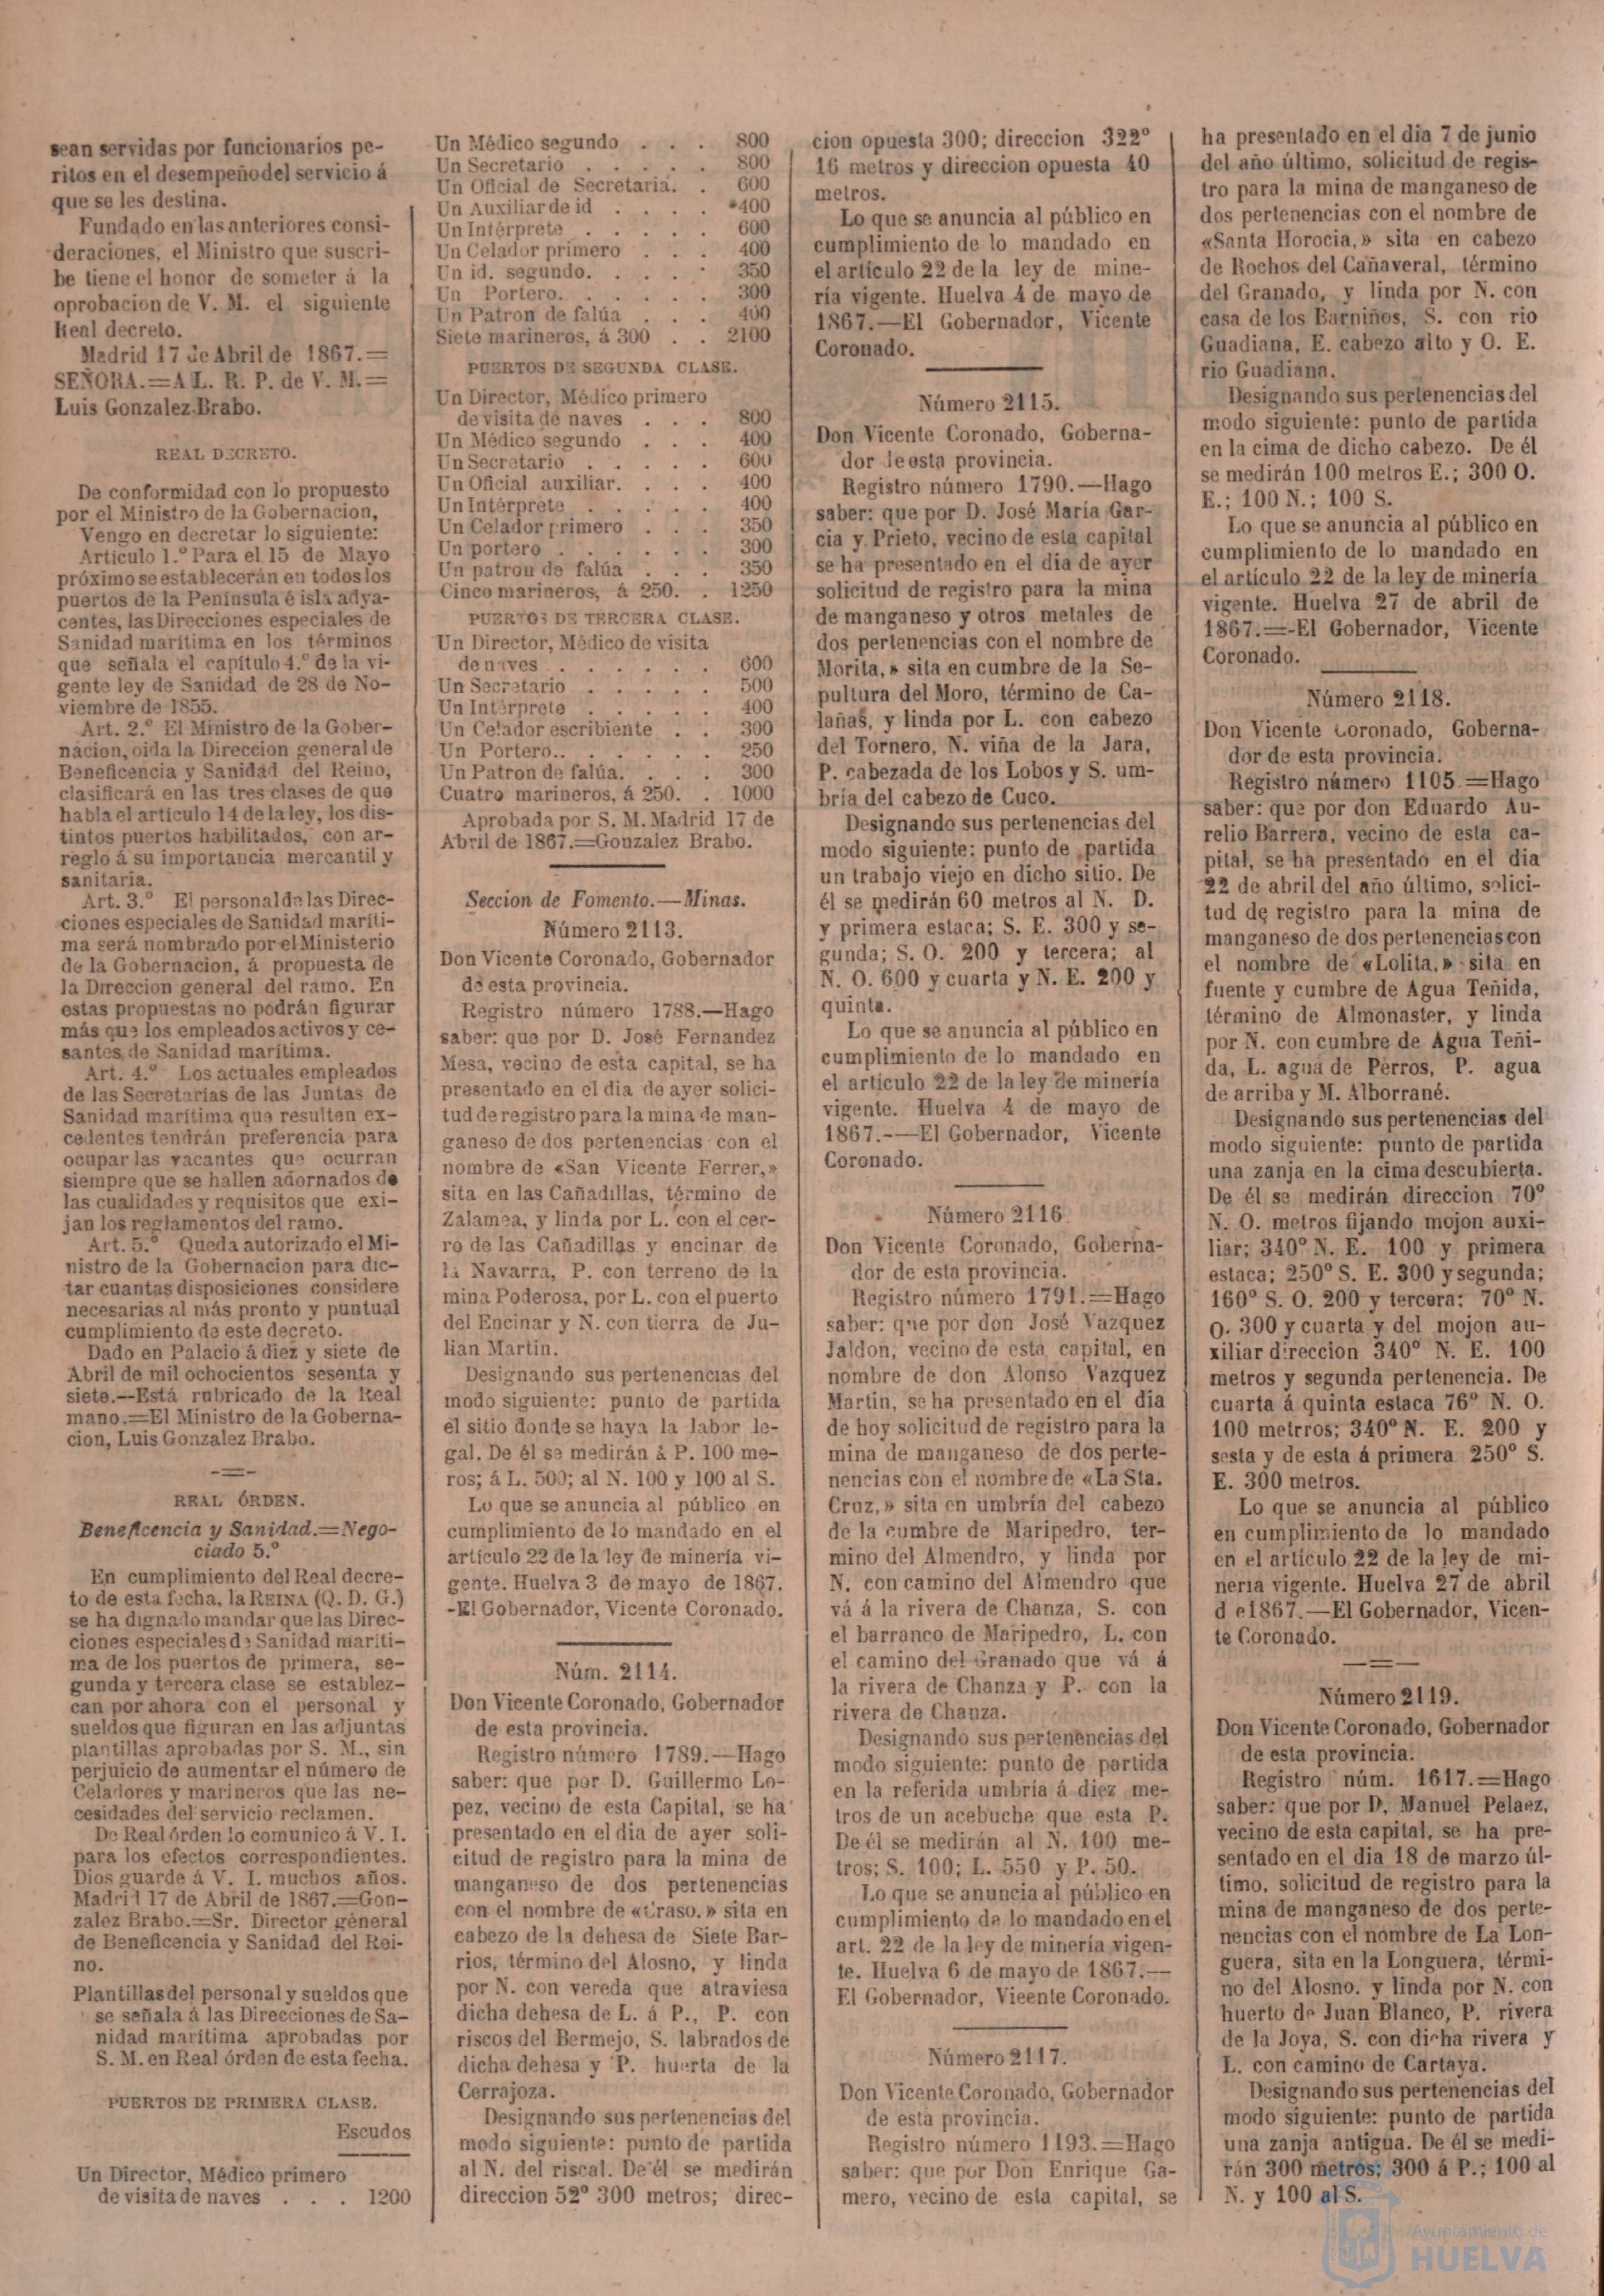 sean servidas por funcionarios pe-
ritos en el desempeño del servicio á
que se les destina.
Fundado en las anteriores consi-
deraciones, el Ministro que suscri-
be tiene el honor de someter á la
oprobacion de V. M. el siguiente
Real decreto.
Madrid 17 de Abril de 1867.=
SEÑORA.=A L. R. P. de V. M.=
Luis Gonzalez Brabo.
REAL DECRETO.
De conformidad con lo propuesto
por el Ministro de la Gobernacion,
Vengo en decretar lo siguiente:
Artículo 1.º Para el 15 de Mayo
próximo se establecerán en todos los
puertos de la Península é isla adya-
centes, las Direcciones especiales de
Sanidad marítima en los términos
que señala el capítulo 4.º de la vi-
gente ley de Sanidad de 28 de No-
viembre de 1855.
Art. 2.º El Ministro de la Gober-
nacion, oida la Direccion general de
Beneficencia y Sanidad del Reino,
clasificará en las tres clases de que
habla el artículo 14 de la ley, los dis-
tintos puertos habilitados, con ar-
reglo á su importancia mercantil y
sanitaria.
Art. 3.º El personal de las Direc-
ciones especiales de Sanidad maríti-
ma será nombrado por el Ministerio
de la Gobernacion, á propuesta de
la Direccion general del ramo. En
estas propuestas no podrán figurar
más que los empleados activos y ce-
santes de Sanidad marítima.
Art. 4.º Los actuales empleados
de las Secretarías de las Juntas de
Sanidad marítima que resulten ex-
cedentes tendrán preferencia para
ocupar las vacantes que ocurran
siempre que se hallen adornados de
las cualidades y requisitos que exi-
jan los reglamentos del ramo.
Art. 5.º Queda autorizado el Mi-
nistro de la Gobernacion para dic-
tar cuantas disposiciones considere
necesarias al más pronto y puntual
cumplimiento de este decreto.
Dado en Palacio á diez y siete de
Abril de mil ochocientos sesenta y
siete.--Está rubricado de la Real
mano.=El Ministro de la Goberna-
cion, Luis Gonzalez Brabo.
REAL ÓRDEN.
Beneficencia y Sanidad.=Nego-
ciado 5.º
En cumplimiento del Real decre-
to de esta fecha, la REINA (Q. D. G.)
se ha dignado mandar que las Direc-
ciones especiales de Sanidad maríti-
ma de los puertos de primera, se-
gunda y tercera clase se establez-
can por ahora con el personal y
sueldos que figuran en las adjuntas
plantillas aprobadas por S. M., sin
perjuicio de aumentar el número de
Celadores y marineros que las ne-
cesidades del servicio reclamen.
De Real órden lo comunico á V. I.
para los efectos correspondientes.
Dios guarde á V. I. muchos años.
Madrid 17 de Abril de 1867.=Gon-
zalez Brabo.=Sr. Director géneral
de Beneficencia y Sanidad del Rei-
no.
Plantillas del personal y sueldos que
se señala á las Direcciones de Sa-
nidad marítima aprobadas por
S. M. en Real órden de esta fecha.
PUERTOS DE PRIMERA CLASE.
Escudos
Un Director, Médico primero
de visita de naves . . . 1200
Un Médico segundo . . . 800
Un Secretario . . . . . 800
Un Oficial de Secretaría. . 600
Un Auxiliar de id . . . . 400
Un Intérprete . . . . . 600
Un Celador primero . . . 400
Un id. segundo. . . . . 350
Un Portero. . . . . . 300
Un Patron de falúa . . . 400
Siete marineros, á 300 . . 2100
PUERTOS DE SEGUNDA CLASE.
Un Director, Médico primero
de visita de naves . . . 800
Un Médico segundo . . . 400
Un Secretario . . . . . 600
Un Oficial auxiliar. . . . 400
Un Intérprete . . . . . 400
Un Celador primero . . . 350
Un portero . . . . . . 300
Un patron de falúa . . . 350
Cinco marineros, á 250. . 1250
PUERTOS DE TERCERA CLASE.
Un Director, Médico de visita
de naves . . . . . . 600
Un Secretario . . . . . 500
Un Intérprete . . . . . 400
Un Celador escribiente . . 300
Un Portero.. . . . . . 250
Un Patron de falúa. . . . 300
Cuatro marineros, á 250. . 1000
Aprobada por S. M. Madrid 17 de
Abril de 1867.=Gonzalez Brabo.
Seccion de Fomento.—Minas.
Número 2113.
Don Vicente Coronado, Gobernador
de esta provincia.
Registro número 1788.—Hago
saber: que por D. José Fernandez
Mesa, vecino de esta capital, se ha
presentado en el dia de ayer solici-
tud de registro para la mina de man-
ganeso de dos pertenencias con el
nombre de «San Vicente Ferrer,»
sita en las Cañadillas, término de
Zalamea, y linda por L. con el cer-
ro de las Cañadillas y encinar de
la Navarra, P. con terreno de la
mina Poderosa, por L. con el puerto
del Encinar y N. con tierra de Ju-
lian Martin.
Designando sus pertenencias del
modo siguiente: punto de partida
el sitio donde se haya la labor le-
gal. De él se medirán á P. 100 me-
ros; á L. 500; al N. 100 y 100 al S.
Lo que se anuncia al público en
cumplimiento de lo mandado en el
artículo 22 de la ley de minería vi-
gente. Huelva 3 de mayo de 1867.
-El Gobernador, Vicente Coronado.
Núm. 2114.
Don Vicente Coronado, Gobernador
de esta provincia.
Registro número 1789.—Hago
saber: que por D. Guillermo Lo-
pez, vecino de esta Capital, se ha
presentado en el dia de ayer soli-
citud de registro para la mina de
manganeso de dos pertenencias
con el nombre de «Craso.» sita en
cabezo de la dehesa de Siete Bar-
rios, término del Alosno, y linda
por N. con vereda que atraviesa
dicha dehesa de L. á P., P. con
riscos del Bermejo, S. labrados de
dicha dehesa y P. huerta de la
Cerrajoza.
Designando sus pertenencias del
modo siguiente: punto de partida
al N. del riscal. De él se medirán
direccion 52º 300 metros; direc-
cion opuesta 300; direccion 322º
16 metros y direccion opuesta 40
metros.
Lo que se anuncia al público en
cumplimiento de lo mandado en
el artículo 22 de la ley de mine-
ría vigente. Huelva 4 de mayo de
1867.—El Gobernador, Vicente
Coronado.
Número 2115.
Don Vicente Coronado, Goberna-
dor de esta provincia.
Registro número 1790.—Hago
saber: que por D. José María Gar-
cia y Prieto, vecino de esta capital
se ha presentado en el dia de ayer
solicitud de registro para la mina
de manganeso y otros metales de
dos pertenencias con el nombre de
Morita,» sita en cumbre de la Se-
pultura del Moro, término de Ca-
lañas, y linda por L. con cabezo
del Tornero, N. viña de la Jara,
P. cabezada de los Lobos y S. um-
bría del cabezo de Cuco.
Designando sus pertenencias del
modo siguiente: punto de partida
un trabajo viejo en dicho sitio. De
él se medirán 60 metros al N. D.
y primera estaca; S. E. 300 y se-
gunda; S. O. 200 y tercera; al
N. O. 600 y cuarta y N. E. 200 y
quinta.
Lo que se anuncia al público en
cumplimiento de lo mandado en
el artículo 22 de la ley de minería
vigente. Huelva 4 de mayo de
1867.-—El Gobernador, Vicente
Coronado.
Número 2116.
Don Vicente Coronado, Goberna-
dor de esta provincia.
Registro número 1791.=Hago
saber: que por don José Vazquez
Jaldon, vecino de esta capital, en
nombre de don Alonso Vazquez
Martin, se ha presentado en el dia
de hoy solicitud de registro para la
mina de manganeso de dos perte-
nencias con el nombre de «La Sta.
Cruz,» sita en umbría del cabezo
de la cumbre de Maripedro, ter-
mino del Almendro, y linda por
N. con camino del Almendro que
vá á la rivera de Chanza, S. con
el barranco de Maripedro, L. con
el camino del Granado que vá á
la rivera de Chanza y P. con la
rivera de Chanza.
Designando sus pertenencias del
modo siguiente: punto de partida
en la referida umbría á diez me-
tros de un acebuche que esta P.
De él se medirán al N. 100 me-
tros; S. 100; L. 550 y P. 50.
Lo que se anuncia al público en
cumplimiento de lo mandado en el
art. 22 de la ley de minería vigen-
te. Huelva 6 de mayo de 1867.—
El Gobernador, Vicente Coronado.
Número 2117.
Don Vicente Coronado, Gobernador
de esta provincia.
Registro número 1193.=Hago
saber: que por Don Enrique Ga-
mero, vecino de esta capital, se
ha presentado en el dia 7 de junio
del año último, solicitud de regis-
tro para la mina de manganeso de
dos pertenencias con el nombre de
«Santa Horocia,» sita en cabezo
de Rochos del Cañaveral, término
del Granado, y linda por N. con
casa de los Barniños, S. con rio
Guadiana, E. cabezo alto y O. E.
rio Guadiana.
Designando sus pertenencias del
modo siguiente: punto de partida
en la cima de dicho cabezo. De él
se medirán 100 metros E.; 300 O.
E.; 100 N.; 100 S.
Lo que se anuncia al público en
cumplimiento de lo mandado en
el artículo 22 de la ley de minería
vigente. Huelva 27 de abril de
1867.=-El Gobernador, Vicente
Coronado.
Número 2118.
Don Vicente Coronado, Goberna-
dor de esta provincia.
Registro número 1105.=Hago
saber: que por don Eduardo Au-
relio Barrera, vecino de esta ca-
pital, se ha presentado en el dia
22 de abril del año último, solici-
tud de registro para la mina de
manganeso de dos pertenencias con
el nombre de «Lolita,» sita en
fuente y cumbre de Agua Teñida,
término de Almonaster, y linda
por N. con cumbre de Agua Teñi-
da, L. agua de Perros, P. agua
de arriba y M. Alborrané.
Designando sus pertenencias del
modo siguiente: punto de partida
una zanja en la cima descubierta.
De él se medirán direccion 70º
N. O. metros fijando mojon auxi-
liar; 340º N. E. 100 y primera
estaca; 250º S. E. 300 y segunda;
160º S. O. 200 y tercera; 70º N.
O. 300 y cuarta y del mojon au-
xiliar direccion 340º N. E. 100
metros y segunda pertenencia. De
cuarta á quinta estaca 76º N. O.
100 metrros; 340º N. E. 200 y
sesta y de esta á primera 250º S.
E. 300 metros.
Lo que se anuncia al público
en cumplimiento de lo mandado
en el artículo 22 de la ley de mi-
neria vigente. Huelva 27 de abril
d e1867.—El Gobernador, Vicen-
te Coronado.
Número 2119.
Don Vicente Coronado, Gobernador
de esta provincia.
Registro núm. 1617.=Hago
saber: que por D. Manuel Pelaez,
vecino de esta capital, se ha pre-
sentado en el dia 18 de marzo úl-
timo, solicitud de registro para la
mina de manganeso de dos perte-
nencias con el nombre de La Lon-
guera, sita en la Longuera, térmi-
no del Alosno. y linda por N. con
huerto de Juan Blanco, P. rivera
de la Joya, S. con dicha rivera y
L. con camino de Cartaya.
Designando sus pertenencias del
modo siguiente: punto de partida
una zanja antigua. De él se medi-
rán 300 metros; 300 á P.; 100 al
N. y 100 al S.
Ayuntamiento de
HUELVA